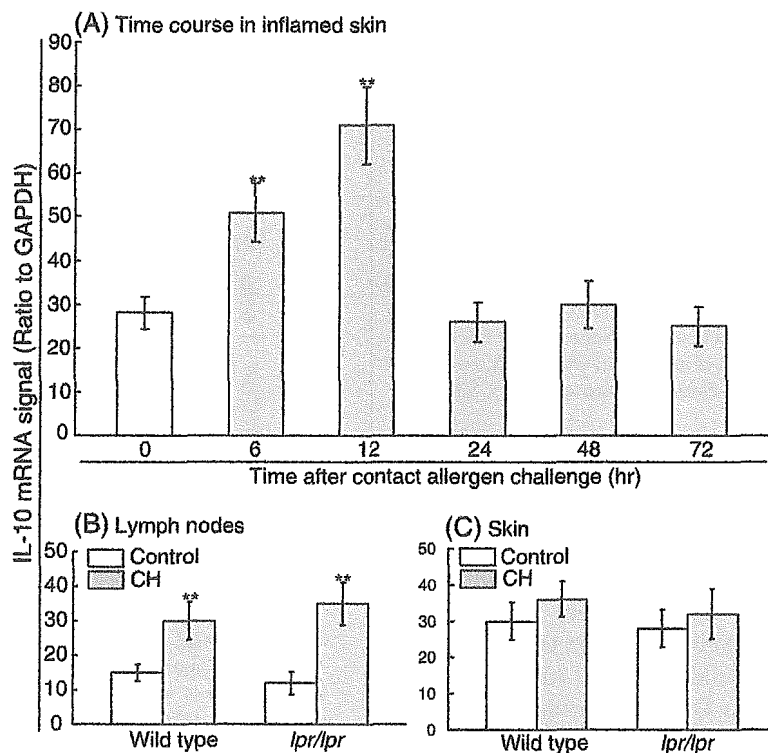 (A) Time course in inflamed skin
IL-10 mRNA signal (Ratio to GAPDH)
90
80
70
60
50
40
30
20
10
0
**
**
0 6 12 24 48 72
Time after contact allergen challenge (hr)
(B) Lymph nodes
50
40
30
20
10
0
Control
CH
**
**
Wild type lpr/lpr
(C) Skin
50
40
30
20
10
0
Control
CH
Wild type lpr/lpr